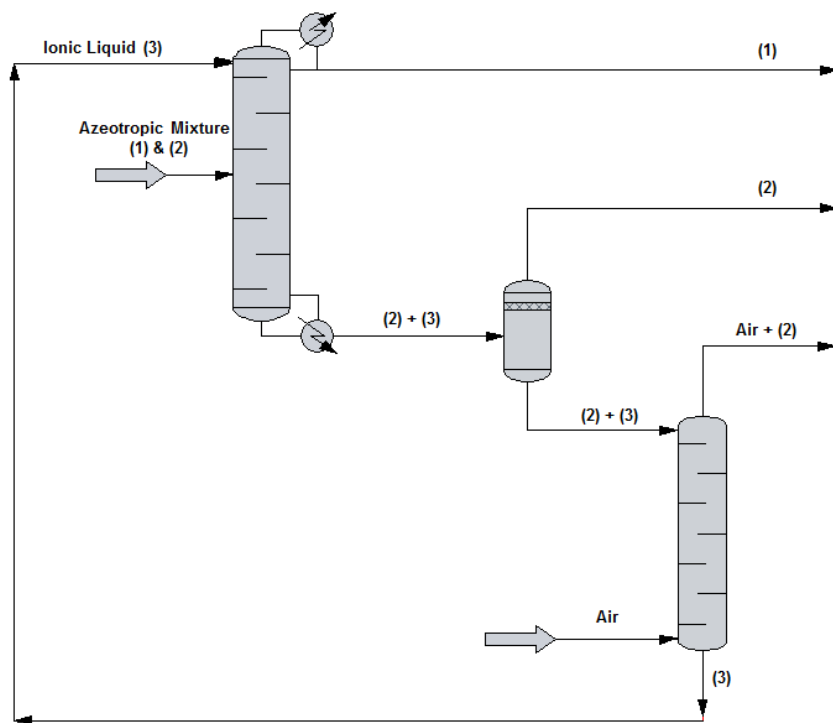 Ionic Liquid (3)
(1)
Azeotropic Mixture
(1) & (2)
(2)
(2) + (3)
Air + (2)
(2) + (3)
Air
(3)